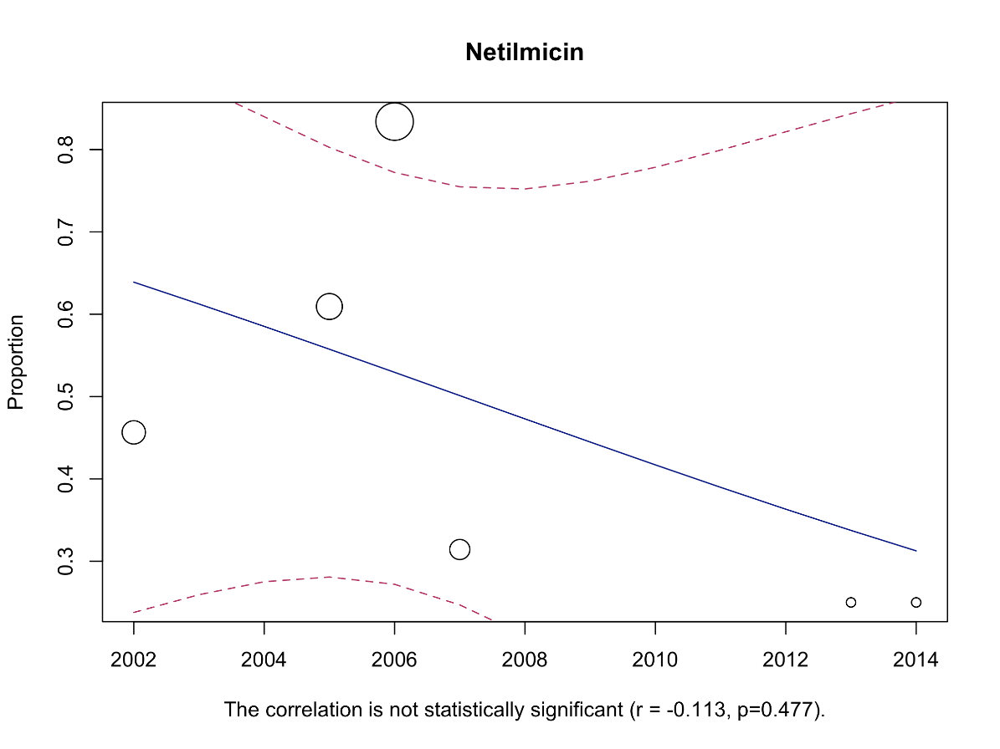 Netilmicin
Proportion
0.8
0.7
0.6
0.5
0.4
0.3
2002 2004 2006 2008 2010 2012 2014
The correlation is not statistically significant (r = -0.113, p=0.477).